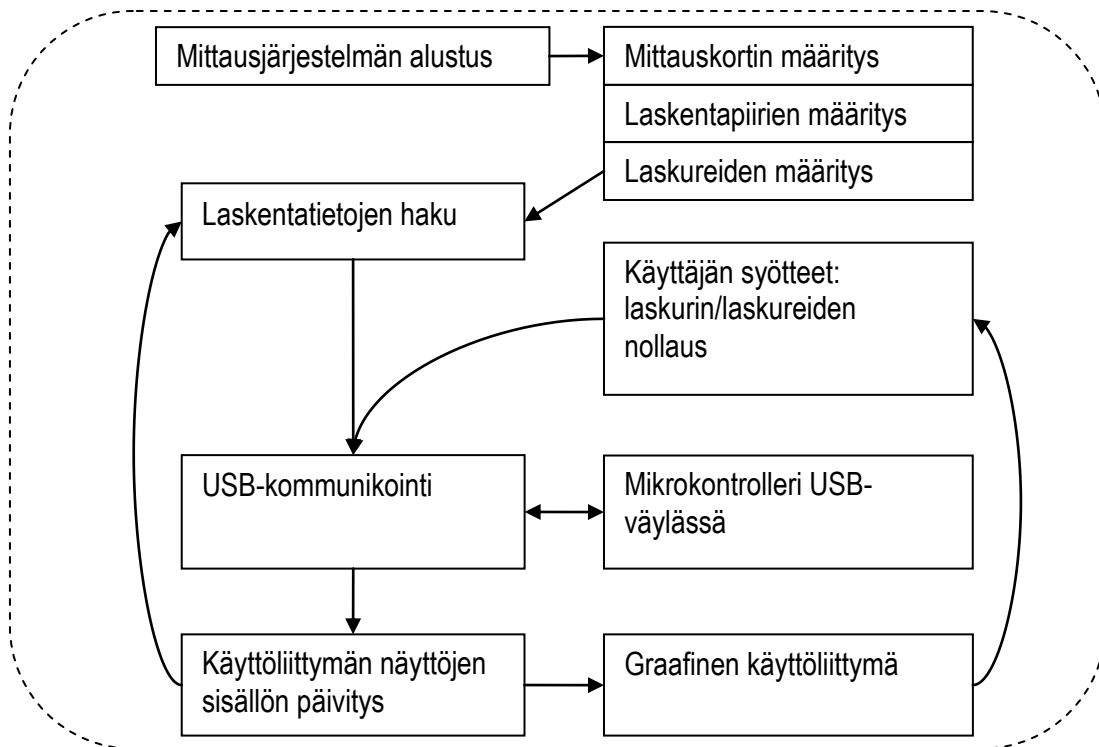 Mittausjärjestelmän alustus
Mittauskortin määritys
Laskentapiirien määritys
Laskureiden määritys
Laskentatietojen haku
Käyttäjän syötteet:
laskurin/laskureiden
nollaus
USB-kommunikointi
Mikrokontrolleri USB-
väylässä
Käyttöliittymän näyttöjen
sisällön päivitys
Graafinen käyttöliittymä